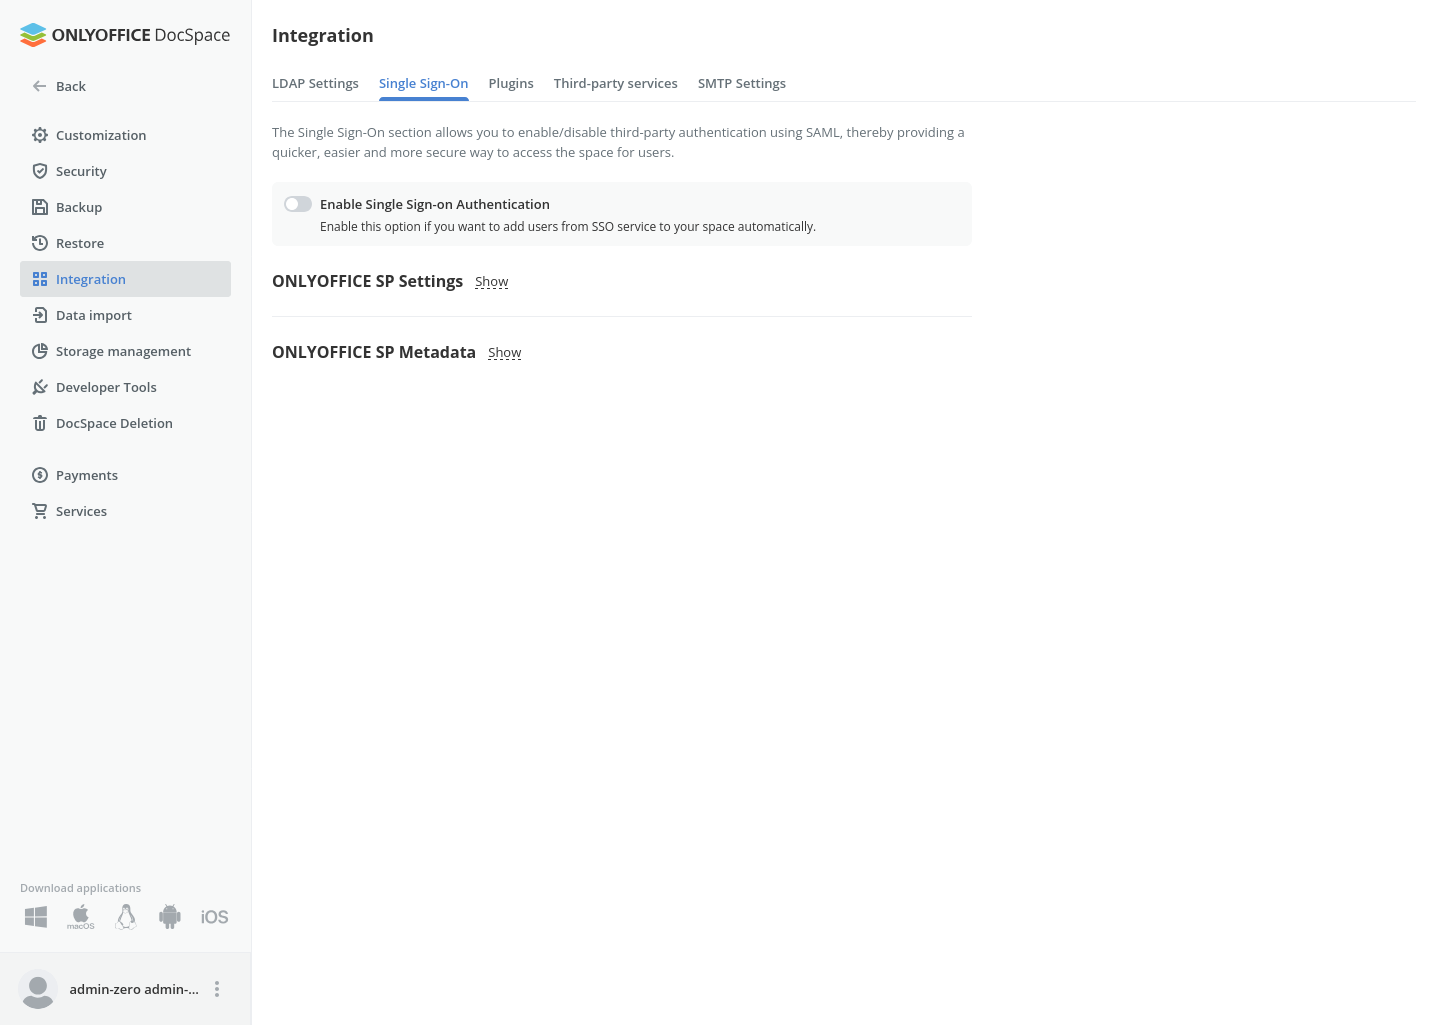 ONLYOFFICE DocSpace
Back
Customization
Security
Backup
Restore
Integration
Data import
Storage management
Developer Tools
DocSpace Deletion
Payments
Services
Download applications
macOS
iOS
admin-zero admin-...
Integration
LDAP Settings
Single Sign-On
Plugins
Third-party services
SMTP Settings
The Single Sign-On section allows you to enable/disable third-party authentication using SAML, thereby providing a
quicker, easier and more secure way to access the space for users.
Enable Single Sign-on Authentication
Enable this option if you want to add users from SSO service to your space automatically.
ONLYOFFICE SP Settings Show
ONLYOFFICE SP Metadata Show